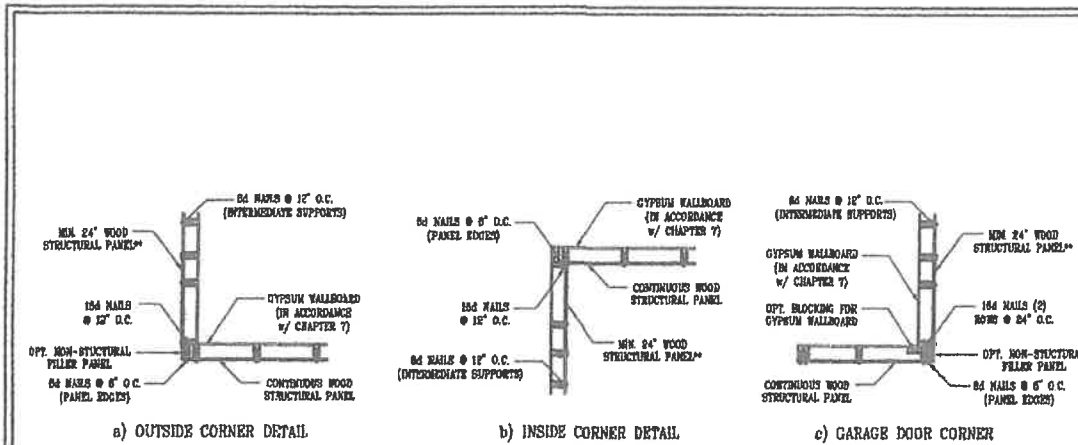 8d NAILS @ 12" O.C.
(INTERMEDIATE SUPPORTS)
MIN. 24" WOOD
STRUCTURAL PANEL**
16d NAILS
@ 12" O.C.
GYPSUM WALLBOARD
(IN ACCORDANCE
w/ CHAPTER 7)
OPT. NON-STUCTURAL
FILLER PANEL
8d NAILS @ 6" O.C.
(PANEL EDGES)
CONTINUOUS WOOD
STRUCTURAL PANEL
a) OUTSIDE CORNER DETAIL
8d NAILS @ 6" O.C.
(PANEL EDGES)
GYPSUM WALLBOARD
(IN ACCORDANCE
w/ CHAPTER 7)
CONTINUOUS WOOD
STRUCTURAL PANEL
16d NAILS
@ 12" O.C.
MIN. 24" WOOD
STRUCTURAL PANEL**
8d NAILS @ 12" O.C.
(INTERMEDIATE SUPPORTS)
b) INSIDE CORNER DETAIL
8d NAILS @ 12" O.C.
(INTERMEDIATE SUPPORTS)
MIN. 24" WOOD
STRUCTURAL PANEL**
GYPSUM WALLBOARD
(IN ACCORDANCE
w/ CHAPTER 7)
OPT. BLOCKING FOR
GYPSUM WALLBOARD
16d NAILS (2)
ROWS @ 24" O.C.
OPT. NON-STUCTURA
FILLER PANEL
CONTINUOUS WOOD
STRUCTURAL PANEL
8d NAILS @ 6" O.C.
(PANEL EDGES)
c) GARAGE DOOR CORNER